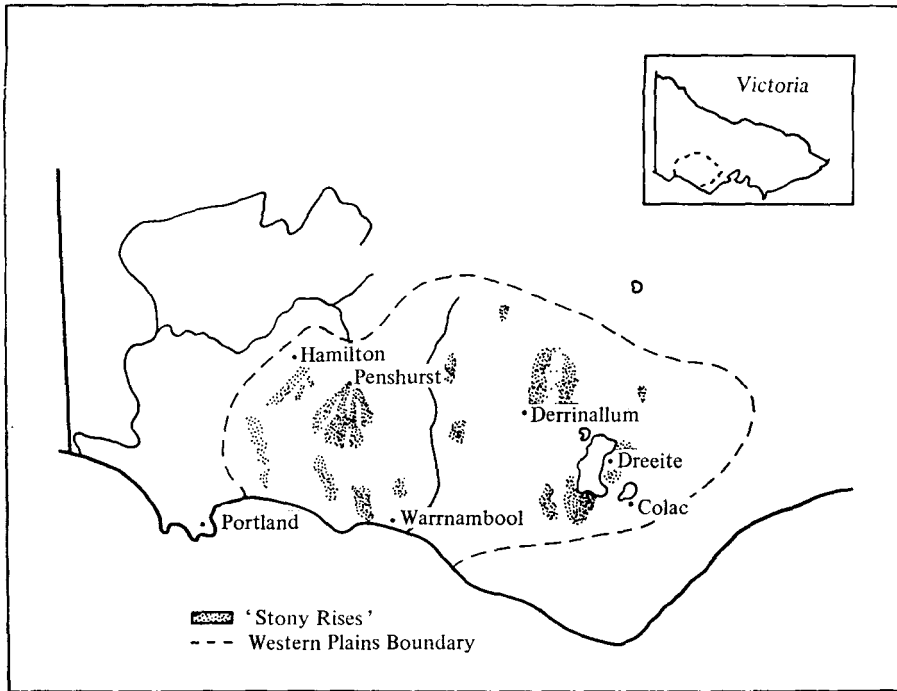 Victoria
Hamilton
Penshurst
Derrinallum
Dreeite
Colac
Portland
Warrnambool
'Stony Rises'
Western Plains Boundary